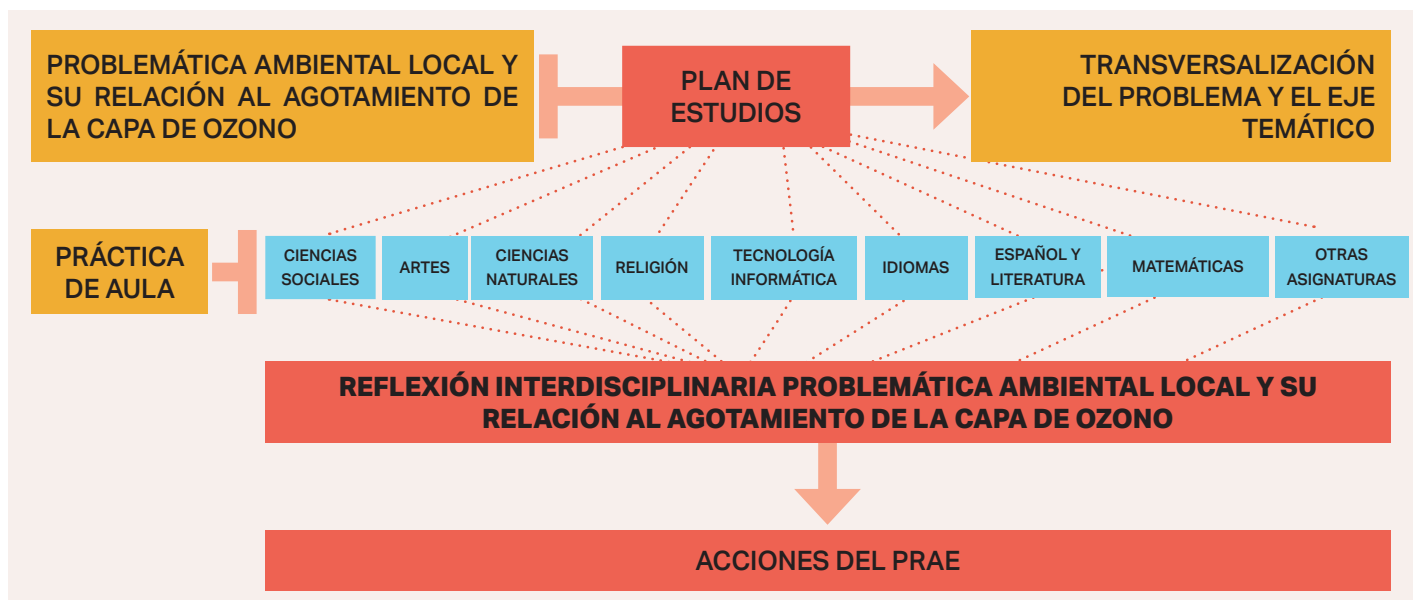 PROBLEMÁTICA AMBIENTAL LOCAL Y
SU RELACIÓN AL AGOTAMIENTO DE
LA CAPA DE OZONO
PLAN DE
ESTUDIOS
TRANSVERSALIZACIÓN
DEL PROBLEMA Y EL EJE
TEMÁTICO
PRÁCTICA
DE AULA
CIENCIAS
SOCIALES
ARTES
CIENCIAS
NATURALES
RELIGIÓN
TECNOLOGÍA
INFORMÁTICA
IDIOMAS
ESPAÑOL Y
LITERATURA
MATEMÁTICAS
OTRAS
ASIGNATURAS
REFLEXIÓN INTERDISCIPLINARIA PROBLEMÁTICA AMBIENTAL LOCAL Y SU
RELACIÓN AL AGOTAMIENTO DE LA CAPA DE OZONO
ACCIONES DEL PRAE